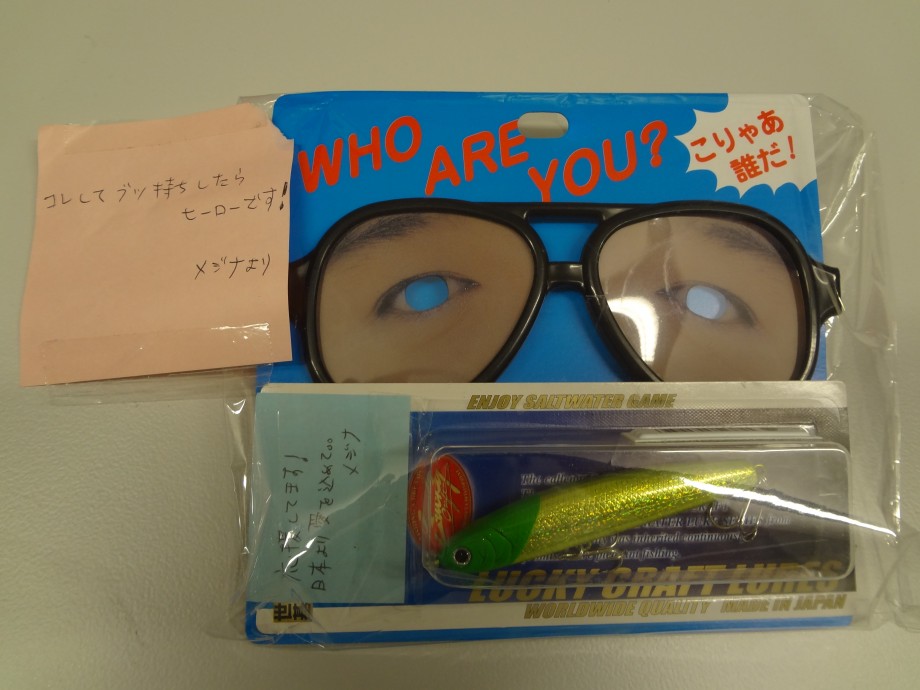 WHO ARE YOU?
こりゃあ
誰だ!
コレして ブツ持ちしたら
ヒーローです!
メジナより
ENJOY SALTWATER GAME
応援してます!
日本より愛を込めて。。
メジナ
LUCKY CRAFT LURES
WORLDWIDE QUALITY MADE IN JAPAN